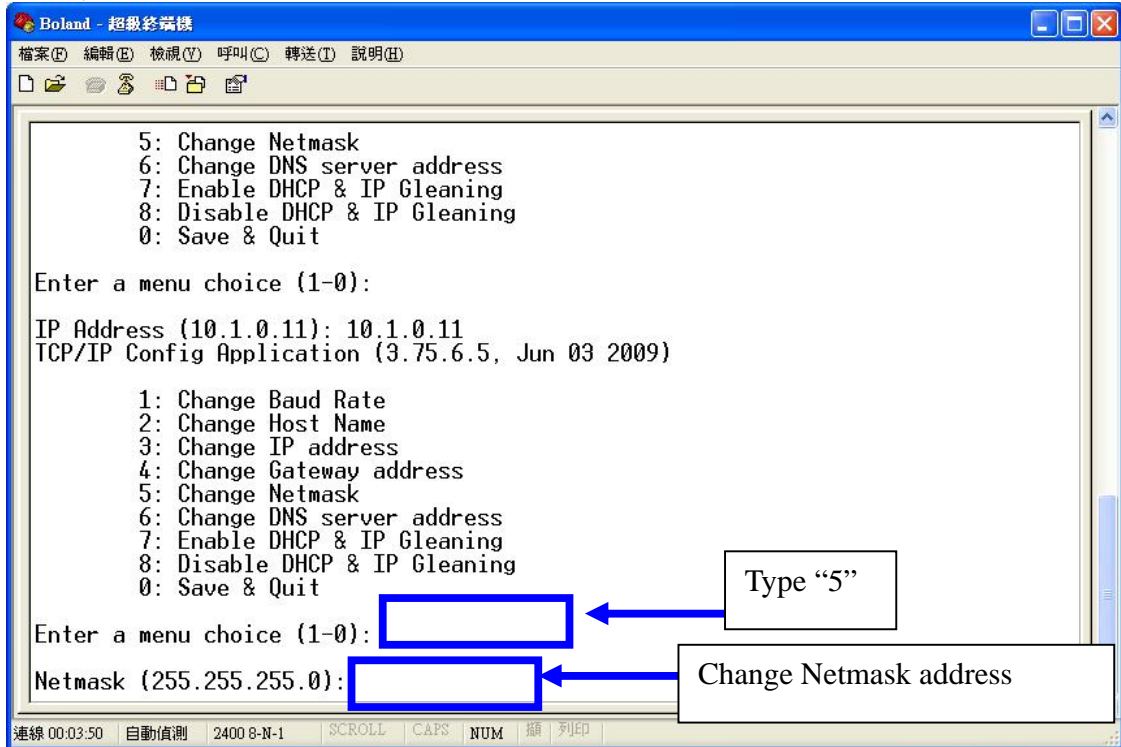 Boland - 超級終端機
檔案(F) 編輯(E) 檢視(V) 呼叫(C) 轉送(T) 說明(H)
5: Change Netmask
6: Change DNS server address
7: Enable DHCP & IP Gleaning
8: Disable DHCP & IP Gleaning
0: Save & Quit
Enter a menu choice (1-0):
IP Address (10.1.0.11): 10.1.0.11
TCP/IP Config Application (3.75.6.5, Jun 03 2009)
1: Change Baud Rate
2: Change Host Name
3: Change IP address
4: Change Gateway address
5: Change Netmask
6: Change DNS server address
7: Enable DHCP & IP Gleaning
8: Disable DHCP & IP Gleaning
0: Save & Quit
Type “5”
Enter a menu choice (1-0):
Change Netmask address
Netmask (255.255.255.0):
連線 00:03:50 自動偵測 2400 8-N-1 SCROLL CAPS NUM 擷 列印